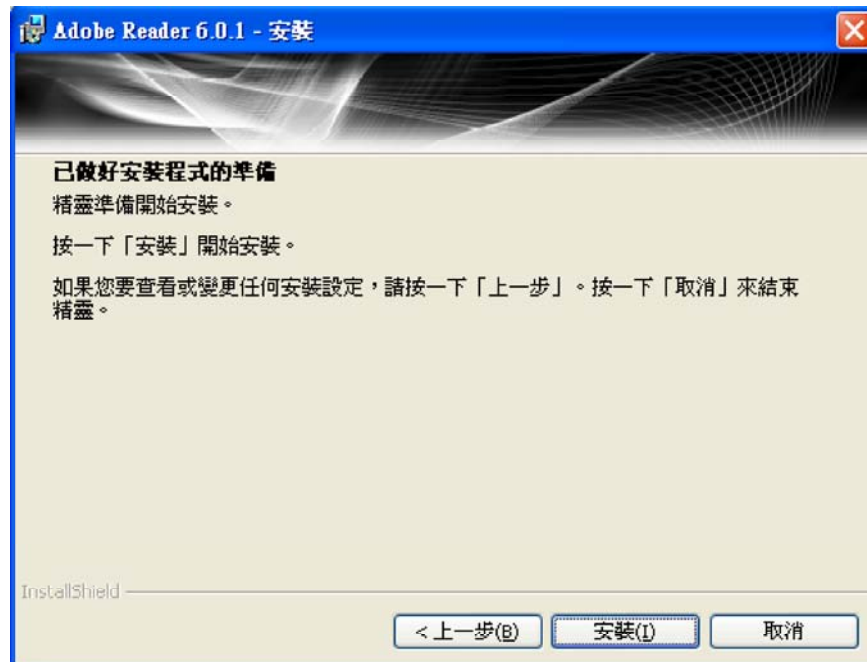 Adobe Reader 6.0.1 - 安裝
已做好安裝程式的準備
精靈準備開始安裝。
按一下「安裝」開始安裝。
如果您要查看或變更任何安裝設定，請按一下「上一步」。按一下「取消」來結束
精靈。
InstallShield
< 上一步(B) 安裝(I) 取消